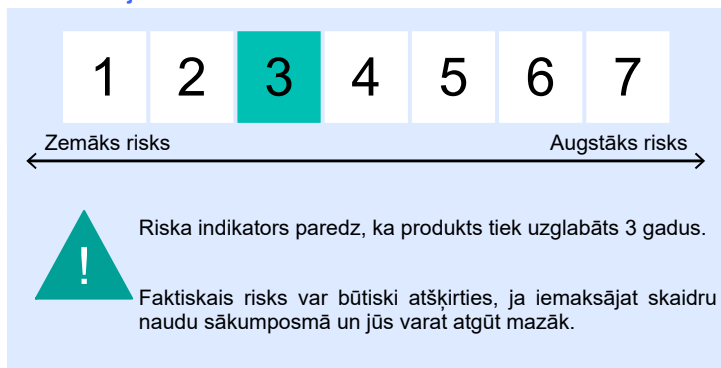 1 2 3 4 5 6 7
Zemāks risks Augstāks risks
!
Riska indikators paredz, ka produkts tiek uzglabāts 3 gadus.
Faktiskais risks var būtiski atšķirties, ja iemaksājat skaidru
naudu sākumposmā un jūs varat atgūt mazāk.